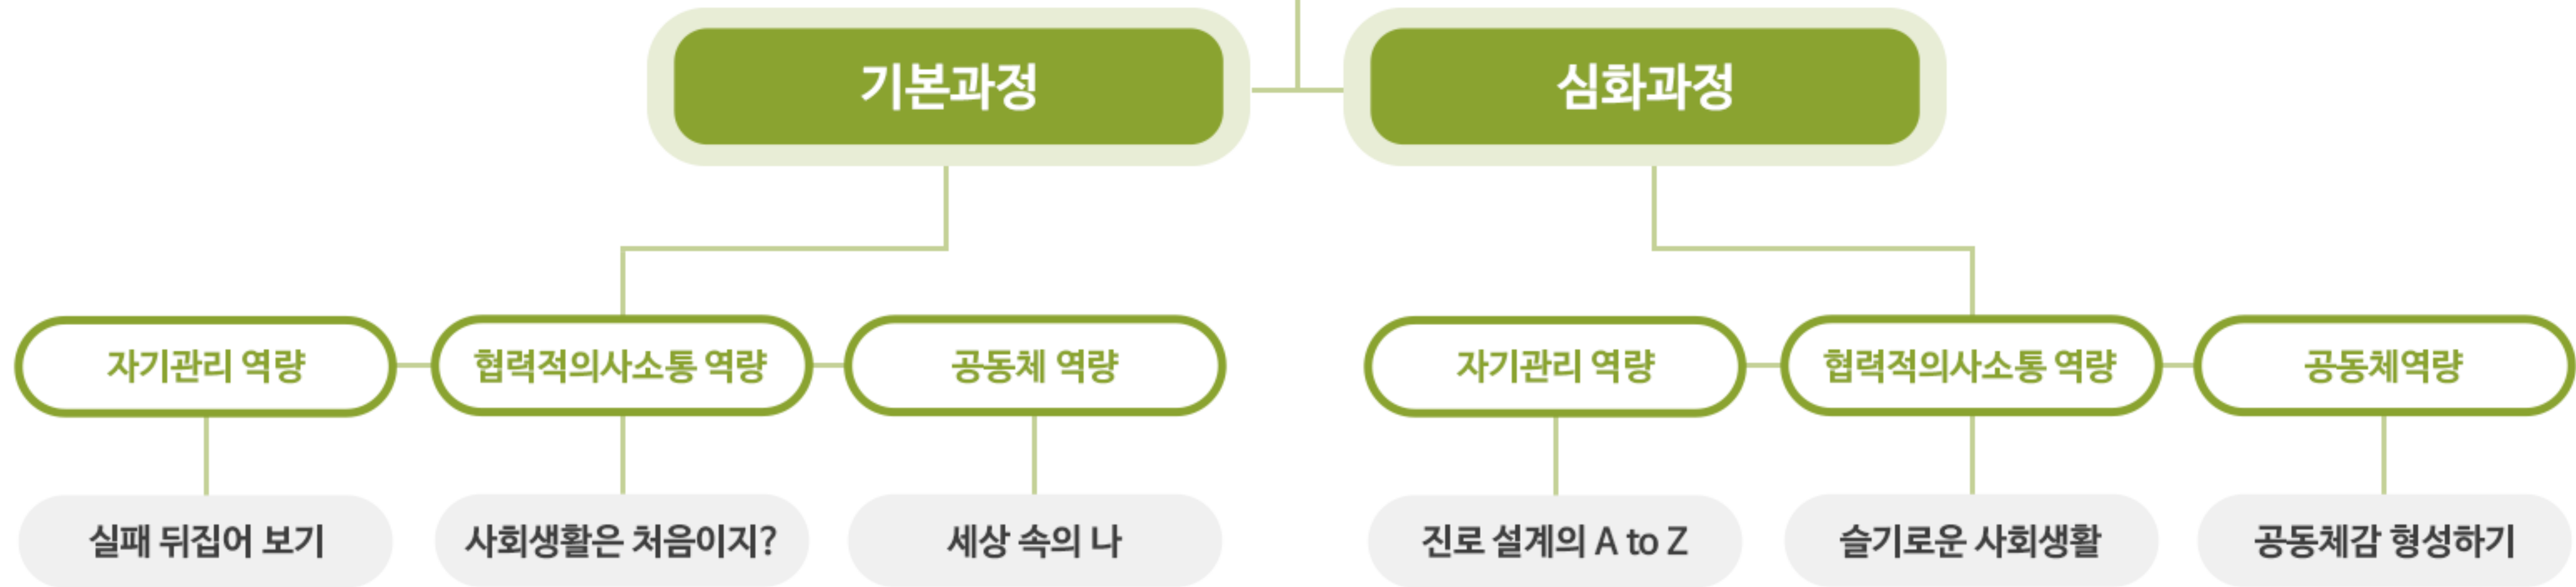 기본과정
심화과정
자기관리 역량
협력적의사소통 역량
공동체 역량
자기관리 역량
협력적의사소통 역량
공동체역량
실패 뒤집어 보기
사회생활은 처음이지?
세상 속의 나
진로 설계의 A to Z
슬기로운 사회생활
공동체감 형성하기